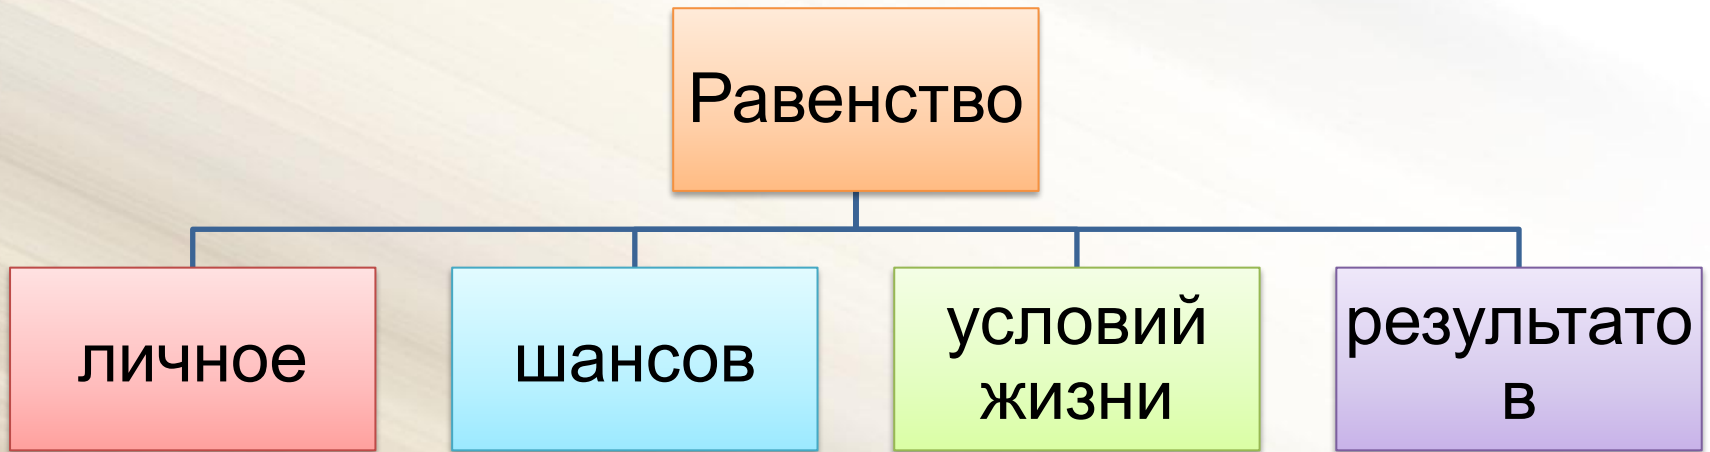 Равенство
личное
шансов
условий
жизни
результато
в